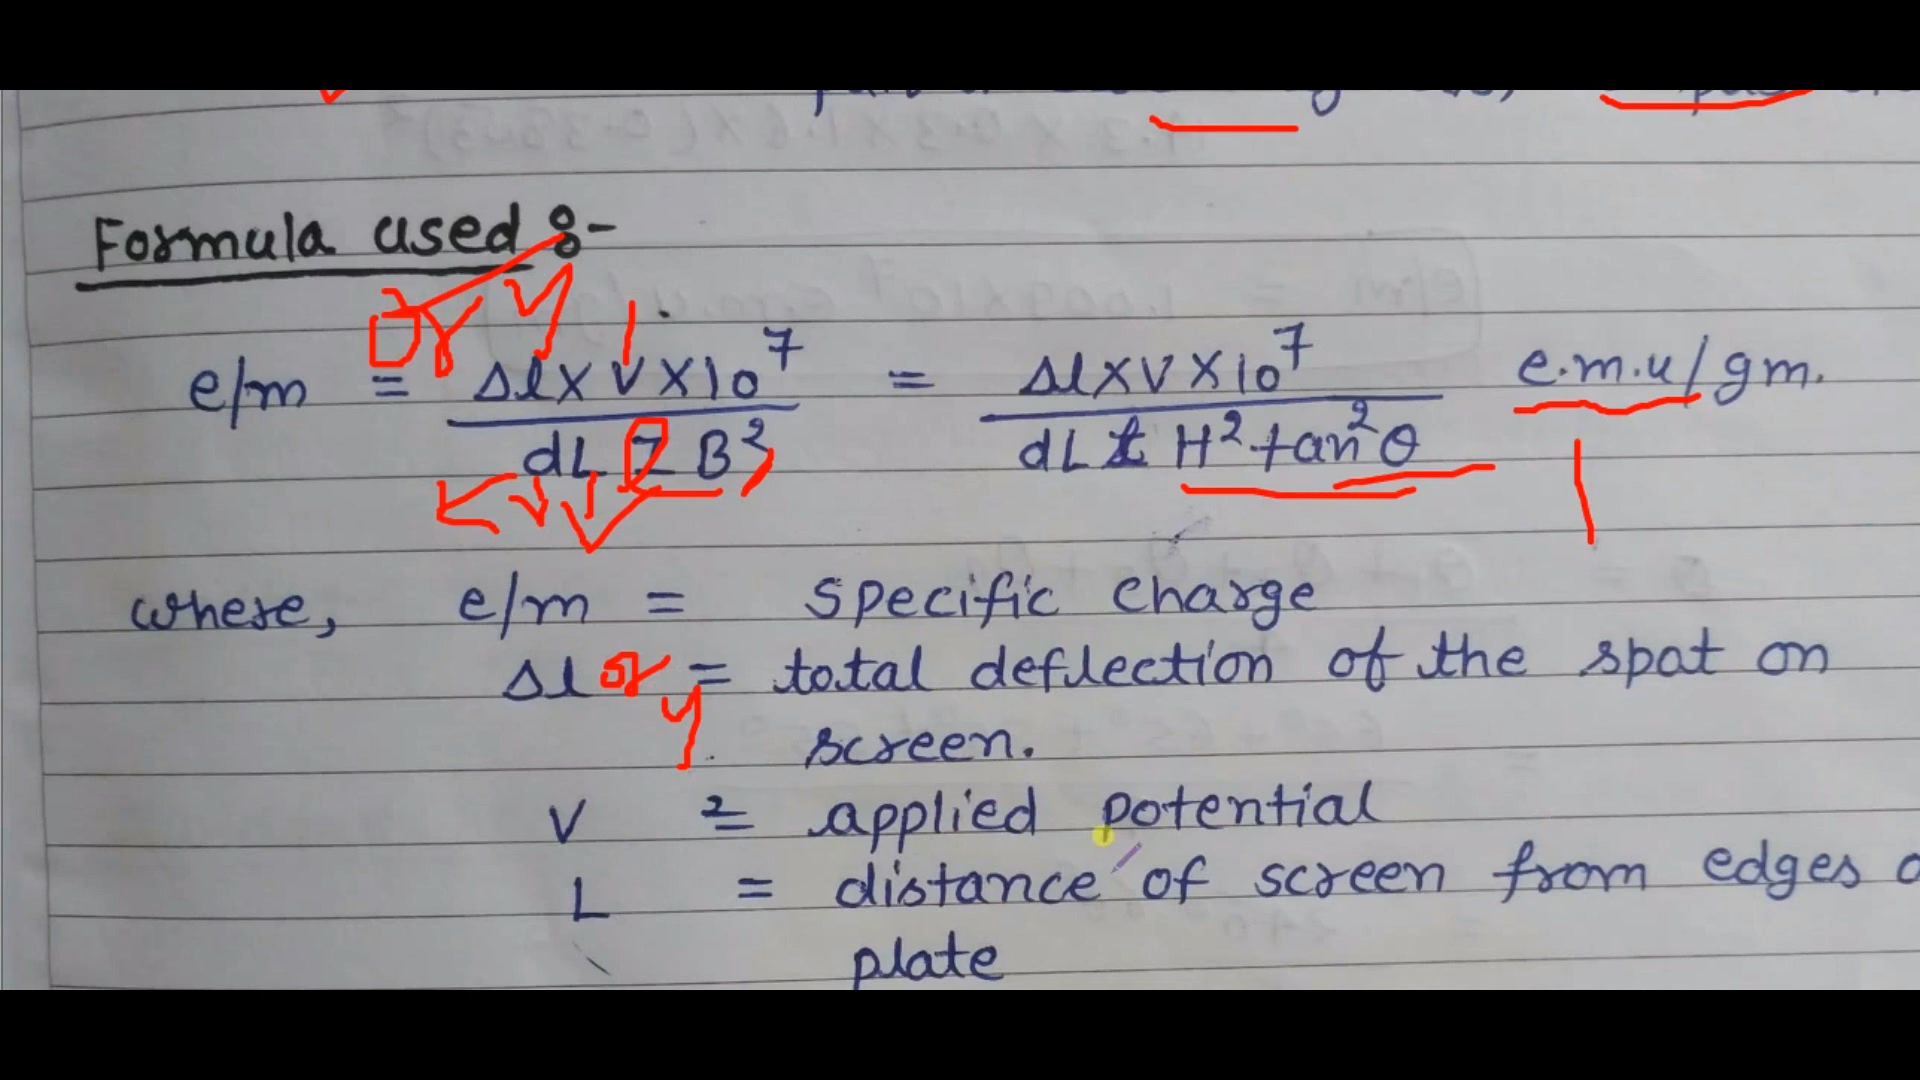 Formula used :-
e/m = Δl×V×10⁷ / dL I B² = Δl×V×10⁷ / dL H² tan²θ e.m.u/gm.
where, e/m = specific charge
Δl or y = total deflection of the spot on
screen.
V = applied potential
L = distance of screen from edges
plate